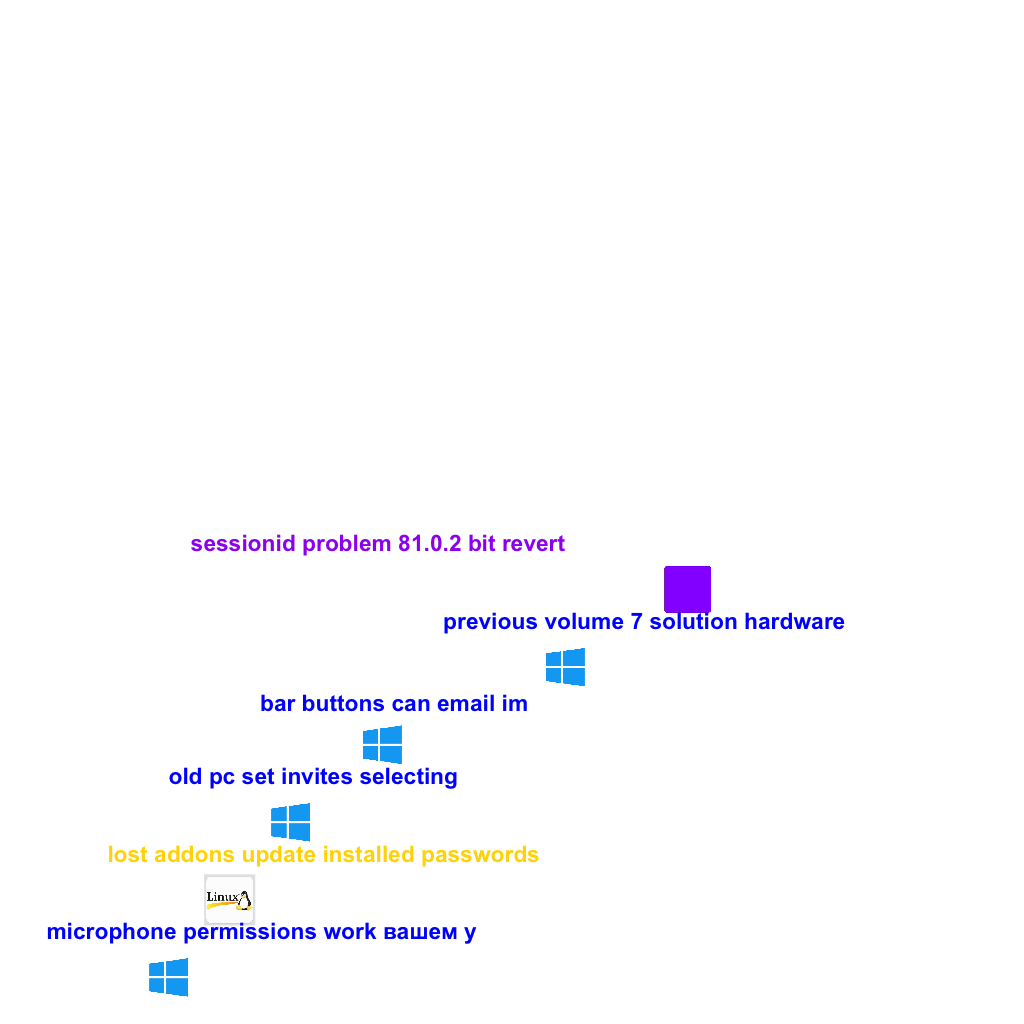 sessionid problem 81.0.2 bit revert
previous volume 7 solution hardware
bar buttons can email im
old pc set invites selecting
lost addons update installed passwords
Linux
microphone permissions work вашем у